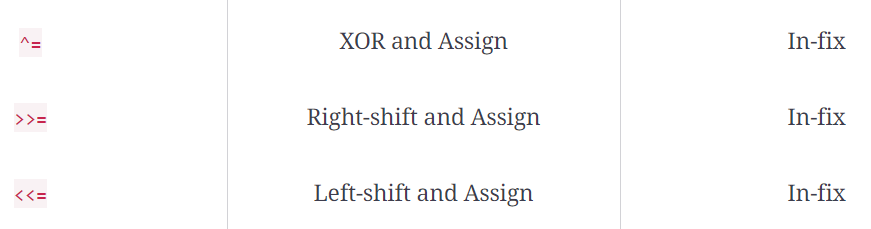 ^= XOR and Assign In-fix
>>= Right-shift and Assign In-fix
<<= Left-shift and Assign In-fix